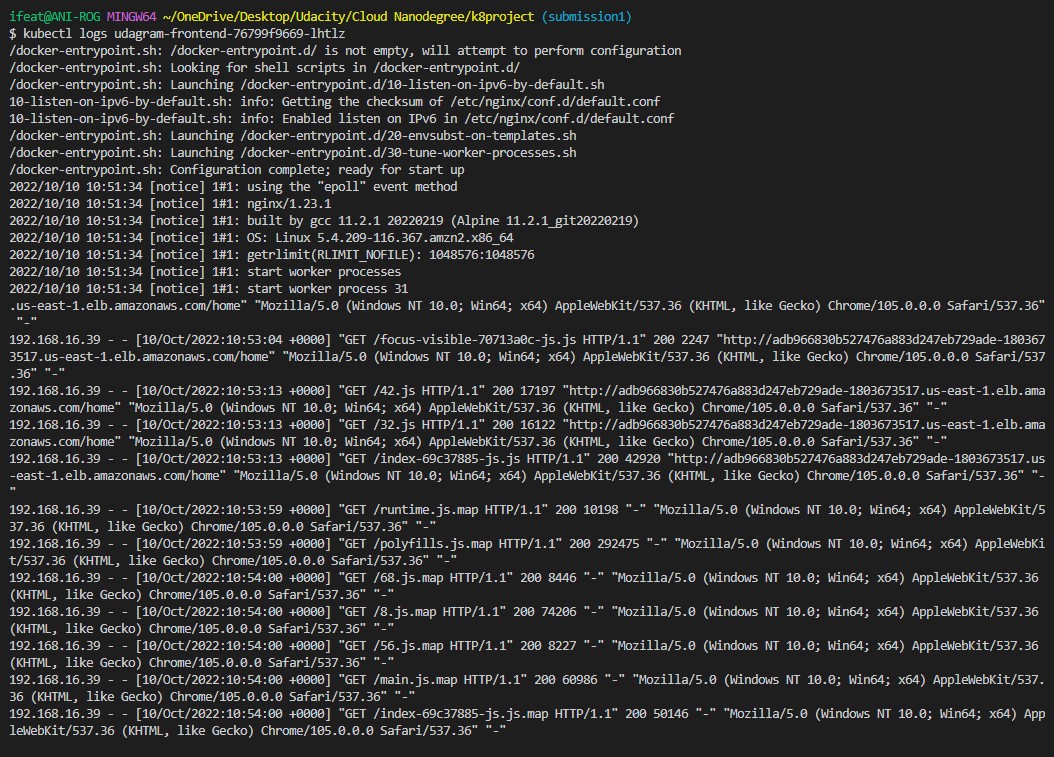 ifeat@ANI-ROG MINGW64 ~/OneDrive/Desktop/Udacity/Cloud Nanodegree/k8project (submission1)
$ kubectl logs udagram-frontend-76799f9669-lhtlz
/docker-entrypoint.sh: /docker-entrypoint.d/ is not empty, will attempt to perform configuration
/docker-entrypoint.sh: Looking for shell scripts in /docker-entrypoint.d/
/docker-entrypoint.sh: Launching /docker-entrypoint.d/10-listen-on-ipv6-by-default.sh
10-listen-on-ipv6-by-default.sh: info: Getting the checksum of /etc/nginx/conf.d/default.conf
10-listen-on-ipv6-by-default.sh: info: Enabled listen on IPv6 in /etc/nginx/conf.d/default.conf
/docker-entrypoint.sh: Launching /docker-entrypoint.d/20-envsubst-on-templates.sh
/docker-entrypoint.sh: Launching /docker-entrypoint.d/30-tune-worker-processes.sh
/docker-entrypoint.sh: Configuration complete; ready for start up
2022/10/10 10:51:34 [notice] 1#1: using the "epoll" event method
2022/10/10 10:51:34 [notice] 1#1: nginx/1.23.1
2022/10/10 10:51:34 [notice] 1#1: built by gcc 11.2.1 20220219 (Alpine 11.2.1_git20220219)
2022/10/10 10:51:34 [notice] 1#1: OS: Linux 5.4.209-116.367.amzn2.x86_64
2022/10/10 10:51:34 [notice] 1#1: getrlimit(RLIMIT_NOFILE): 1048576:1048576
2022/10/10 10:51:34 [notice] 1#1: start worker processes
2022/10/10 10:51:34 [notice] 1#1: start worker process 31
.us-east-1.elb.amazonaws.com/home" "Mozilla/5.0 (Windows NT 10.0; Win64; x64) AppleWebKit/537.36 (KHTML, like Gecko) Chrome/105.0.0.0 Safari/537.36"
 "-"
192.168.16.39 - - [10/Oct/2022:10:53:04 +0000] "GET /focus-visible-70713a0c-js.js HTTP/1.1" 200 2247 "http://adb966830b527476a883d247eb729ade-180367
3517.us-east-1.elb.amazonaws.com/home" "Mozilla/5.0 (Windows NT 10.0; Win64; x64) AppleWebKit/537.36 (KHTML, like Gecko) Chrome/105.0.0.0 Safari/537
.36" "-"
192.168.16.39 - - [10/Oct/2022:10:53:13 +0000] "GET /42.js HTTP/1.1" 200 17197 "http://adb966830b527476a883d247eb729ade-1803673517.us-east-1.elb.ama
zonaws.com/home" "Mozilla/5.0 (Windows NT 10.0; Win64; x64) AppleWebKit/537.36 (KHTML, like Gecko) Chrome/105.0.0.0 Safari/537.36" "-"
192.168.16.39 - - [10/Oct/2022:10:53:13 +0000] "GET /32.js HTTP/1.1" 200 16122 "http://adb966830b527476a883d247eb729ade-1803673517.us-east-1.elb.ama
zonaws.com/home" "Mozilla/5.0 (Windows NT 10.0; Win64; x64) AppleWebKit/537.36 (KHTML, like Gecko) Chrome/105.0.0.0 Safari/537.36" "-"
192.168.16.39 - - [10/Oct/2022:10:53:13 +0000] "GET /index-69c37885-js.js HTTP/1.1" 200 42920 "http://adb966830b527476a883d247eb729ade-1803673517.us
-east-1.elb.amazonaws.com/home" "Mozilla/5.0 (Windows NT 10.0; Win64; x64) AppleWebKit/537.36 (KHTML, like Gecko) Chrome/105.0.0.0 Safari/537.36" "-
"
192.168.16.39 - - [10/Oct/2022:10:53:59 +0000] "GET /runtime.js.map HTTP/1.1" 200 10198 "-" "Mozilla/5.0 (Windows NT 10.0; Win64; x64) AppleWebKit/5
37.36 (KHTML, like Gecko) Chrome/105.0.0.0 Safari/537.36" "-"
192.168.16.39 - - [10/Oct/2022:10:53:59 +0000] "GET /polyfills.js.map HTTP/1.1" 200 292475 "-" "Mozilla/5.0 (Windows NT 10.0; Win64; x64) AppleWebKi
t/537.36 (KHTML, like Gecko) Chrome/105.0.0.0 Safari/537.36" "-"
192.168.16.39 - - [10/Oct/2022:10:54:00 +0000] "GET /68.js.map HTTP/1.1" 200 8446 "-" "Mozilla/5.0 (Windows NT 10.0; Win64; x64) AppleWebKit/537.36
(KHTML, like Gecko) Chrome/105.0.0.0 Safari/537.36" "-"
192.168.16.39 - - [10/Oct/2022:10:54:00 +0000] "GET /8.js.map HTTP/1.1" 200 74206 "-" "Mozilla/5.0 (Windows NT 10.0; Win64; x64) AppleWebKit/537.36
(KHTML, like Gecko) Chrome/105.0.0.0 Safari/537.36" "-"
192.168.16.39 - - [10/Oct/2022:10:54:00 +0000] "GET /56.js.map HTTP/1.1" 200 8227 "-" "Mozilla/5.0 (Windows NT 10.0; Win64; x64) AppleWebKit/537.36
(KHTML, like Gecko) Chrome/105.0.0.0 Safari/537.36" "-"
192.168.16.39 - - [10/Oct/2022:10:54:00 +0000] "GET /main.js.map HTTP/1.1" 200 60986 "-" "Mozilla/5.0 (Windows NT 10.0; Win64; x64) AppleWebKit/537.
36 (KHTML, like Gecko) Chrome/105.0.0.0 Safari/537.36" "-"
192.168.16.39 - - [10/Oct/2022:10:54:00 +0000] "GET /index-69c37885-js.js.map HTTP/1.1" 200 50146 "-" "Mozilla/5.0 (Windows NT 10.0; Win64; x64) App
leWebKit/537.36 (KHTML, like Gecko) Chrome/105.0.0.0 Safari/537.36" "-"